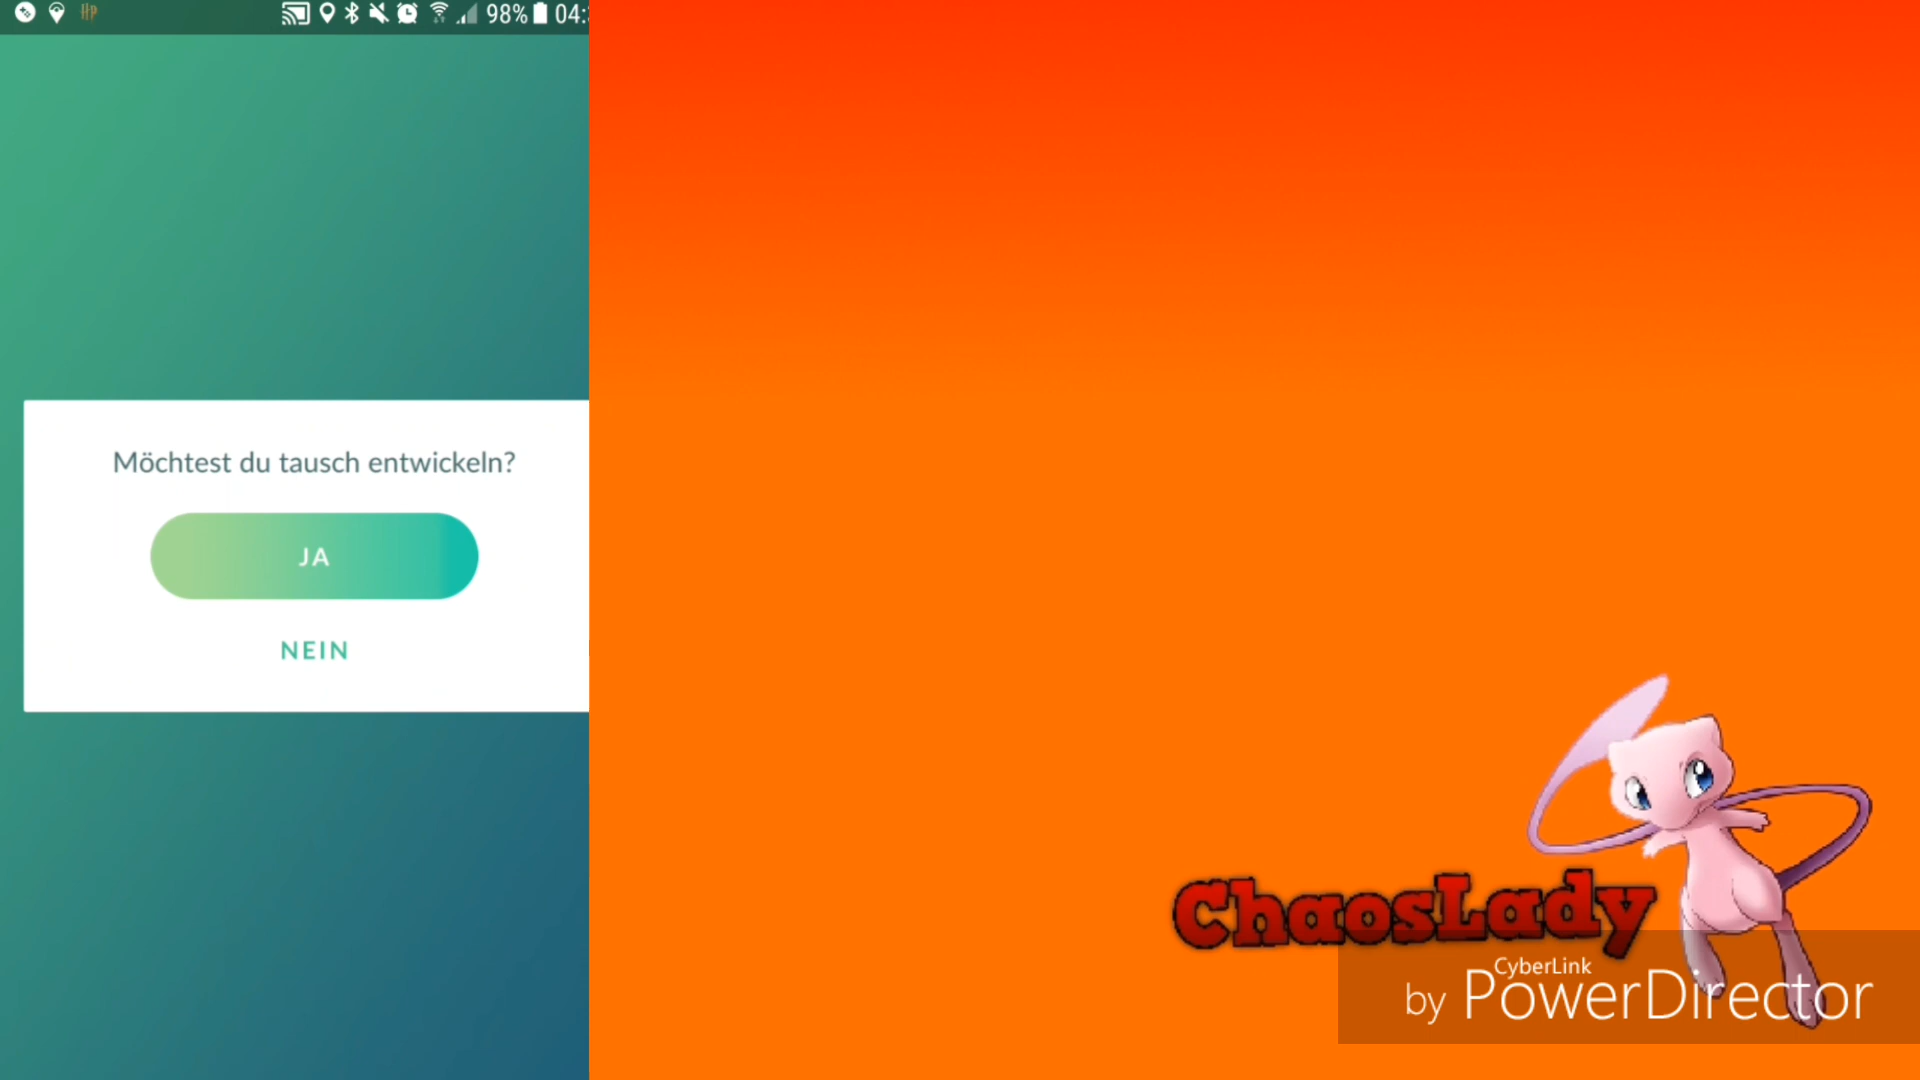 98% 04:
Möchtest du tausch entwickeln?
JA
NEIN
ChaosLady
CyberLink
by PowerDirector